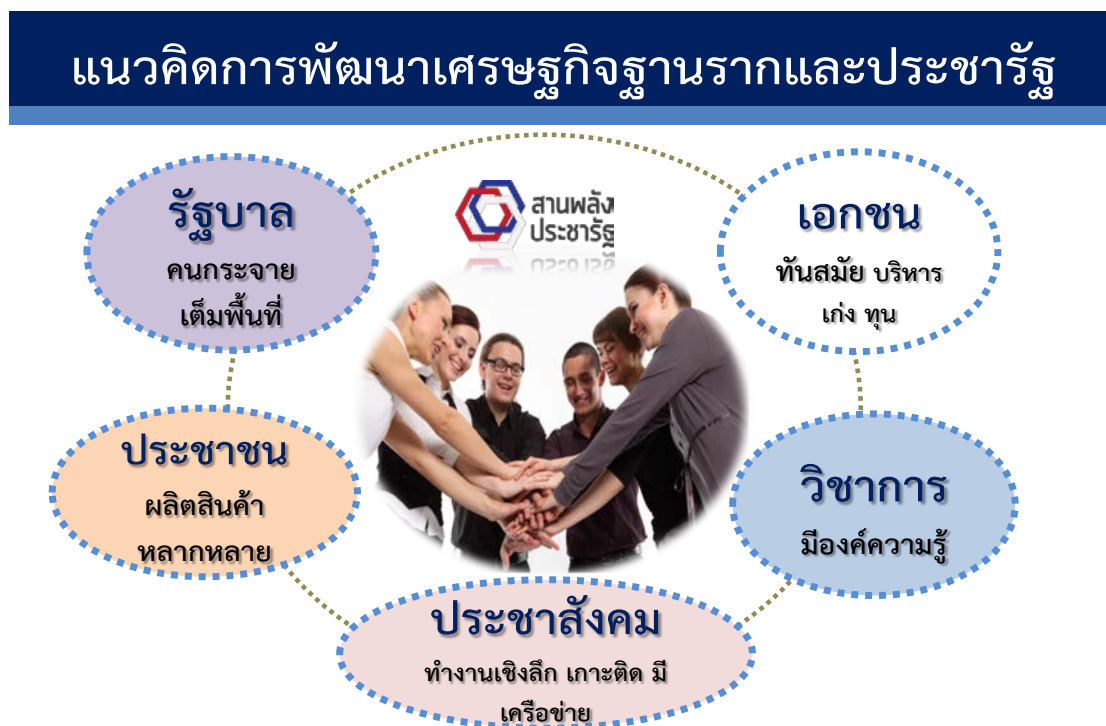 แนวคิดการพัฒนาเศรษฐกิจฐานรากและประชารัฐ
สานพลัง
ประชารัฐ
รัฐบาล
คนกระจาย
เต็มพื้นที่
เอกชน
ทันสมัย บริหาร
เก่ง ทุน
ประชาชน
ผลิตสินค้า
หลากหลาย
วิชาการ
มีองค์ความรู้
ประชาสังคม
ทำงานเชิงลึก เกาะติด มี
เครือข่าย